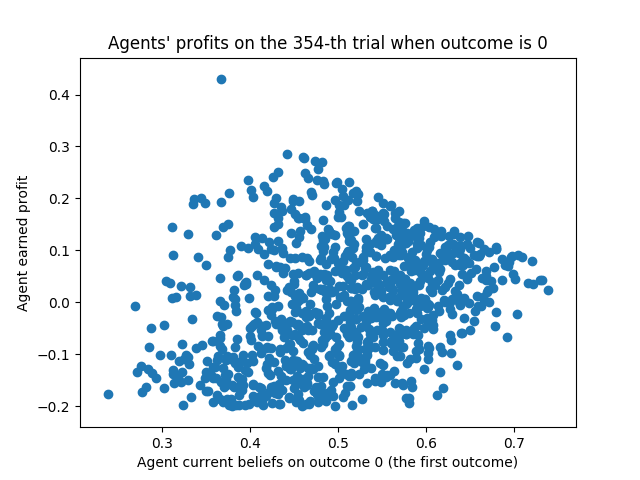 Agents' profits on the 354-th trial when outcome is 0
0.4
0.3
0.2
0.1
0.0
−0.1
−0.2
Agent earned profit
0.3 0.4 0.5 0.6 0.7
Agent current beliefs on outcome 0 (the first outcome)